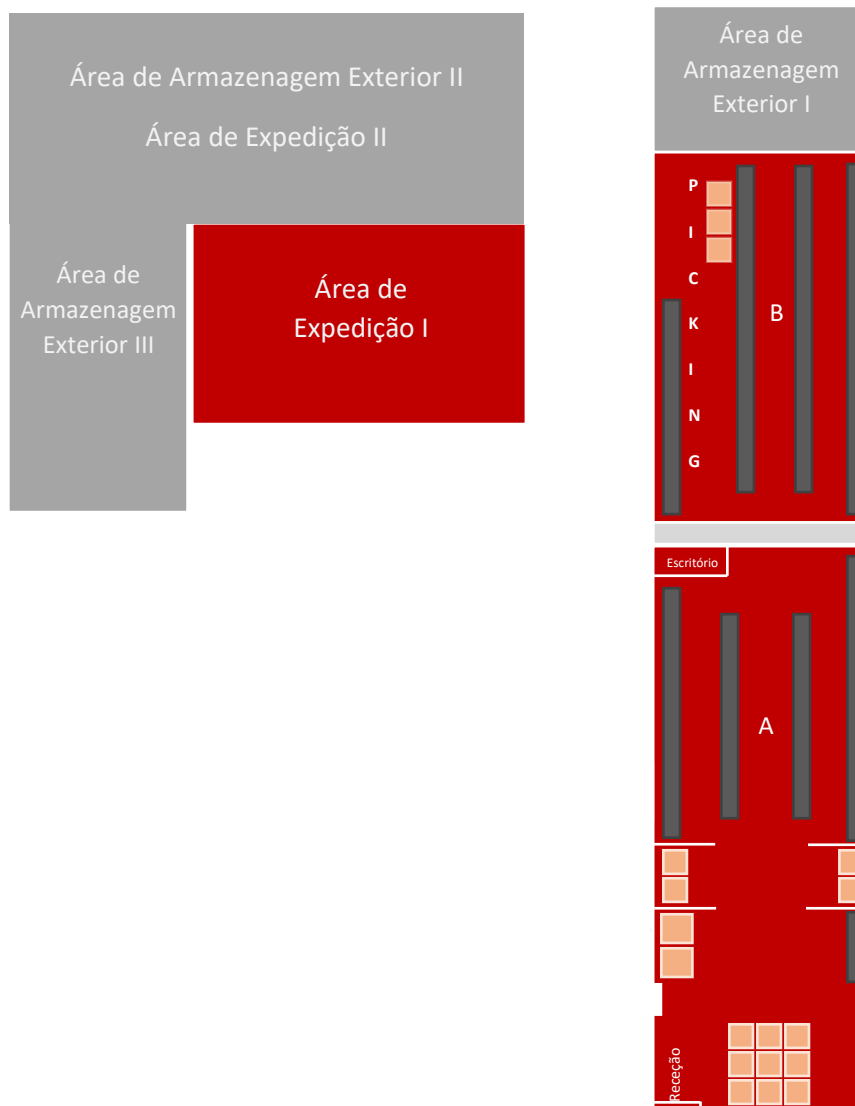 Área de Armazenagem Exterior II
Área de Expedição II
Área de
Armazenagem
Exterior III
Área de
Expedição I
Área de
Armazenagem
Exterior I
P
I
C
K
I
N
G
B
Escritório
A
Receção